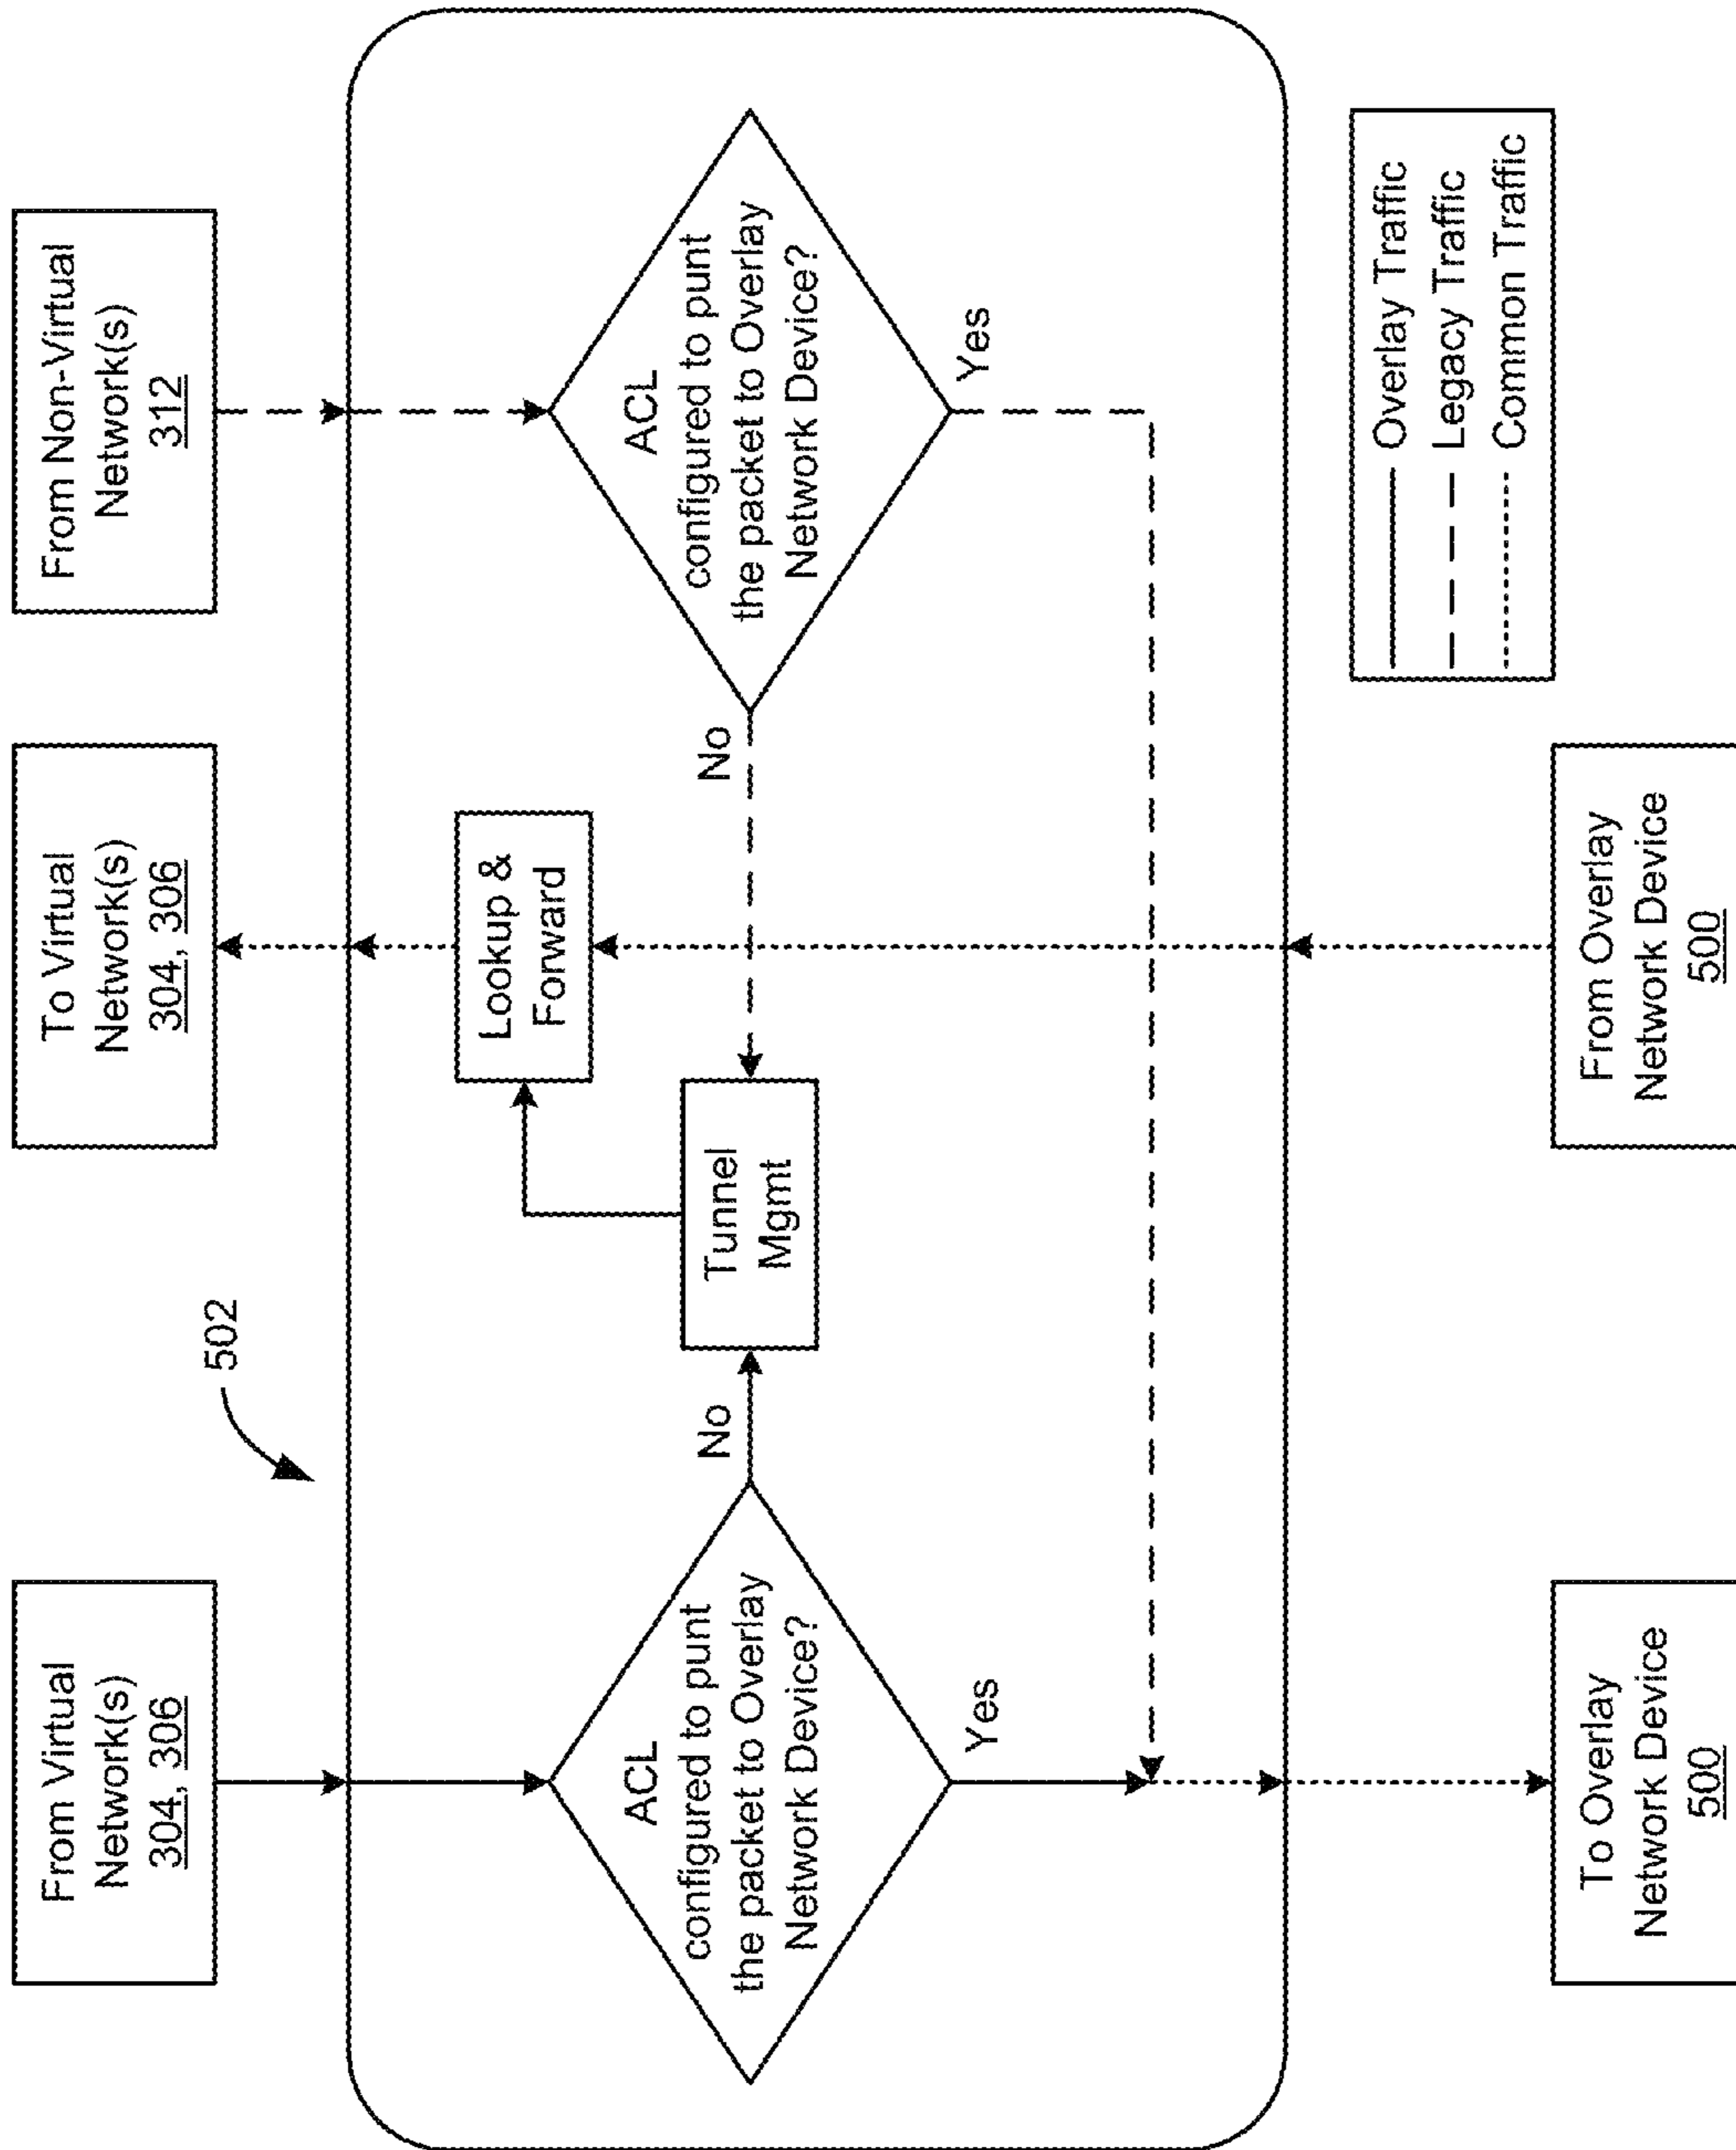 From Virtual
Network(s)
304, 306
To Virtual
Network(s)
304, 306
From Non-Virtual
Network(s)
312
502
ACL
configured to punt
the packet to Overlay
Network Device?
No
Yes
Tunnel
Mgmt
Lookup &
Forward
ACL
configured to punt
the packet to Overlay
Network Device?
No
Yes
To Overlay
Network Device
500
From Overlay
Network Device
500
Overlay Traffic
Legacy Traffic
Common Traffic